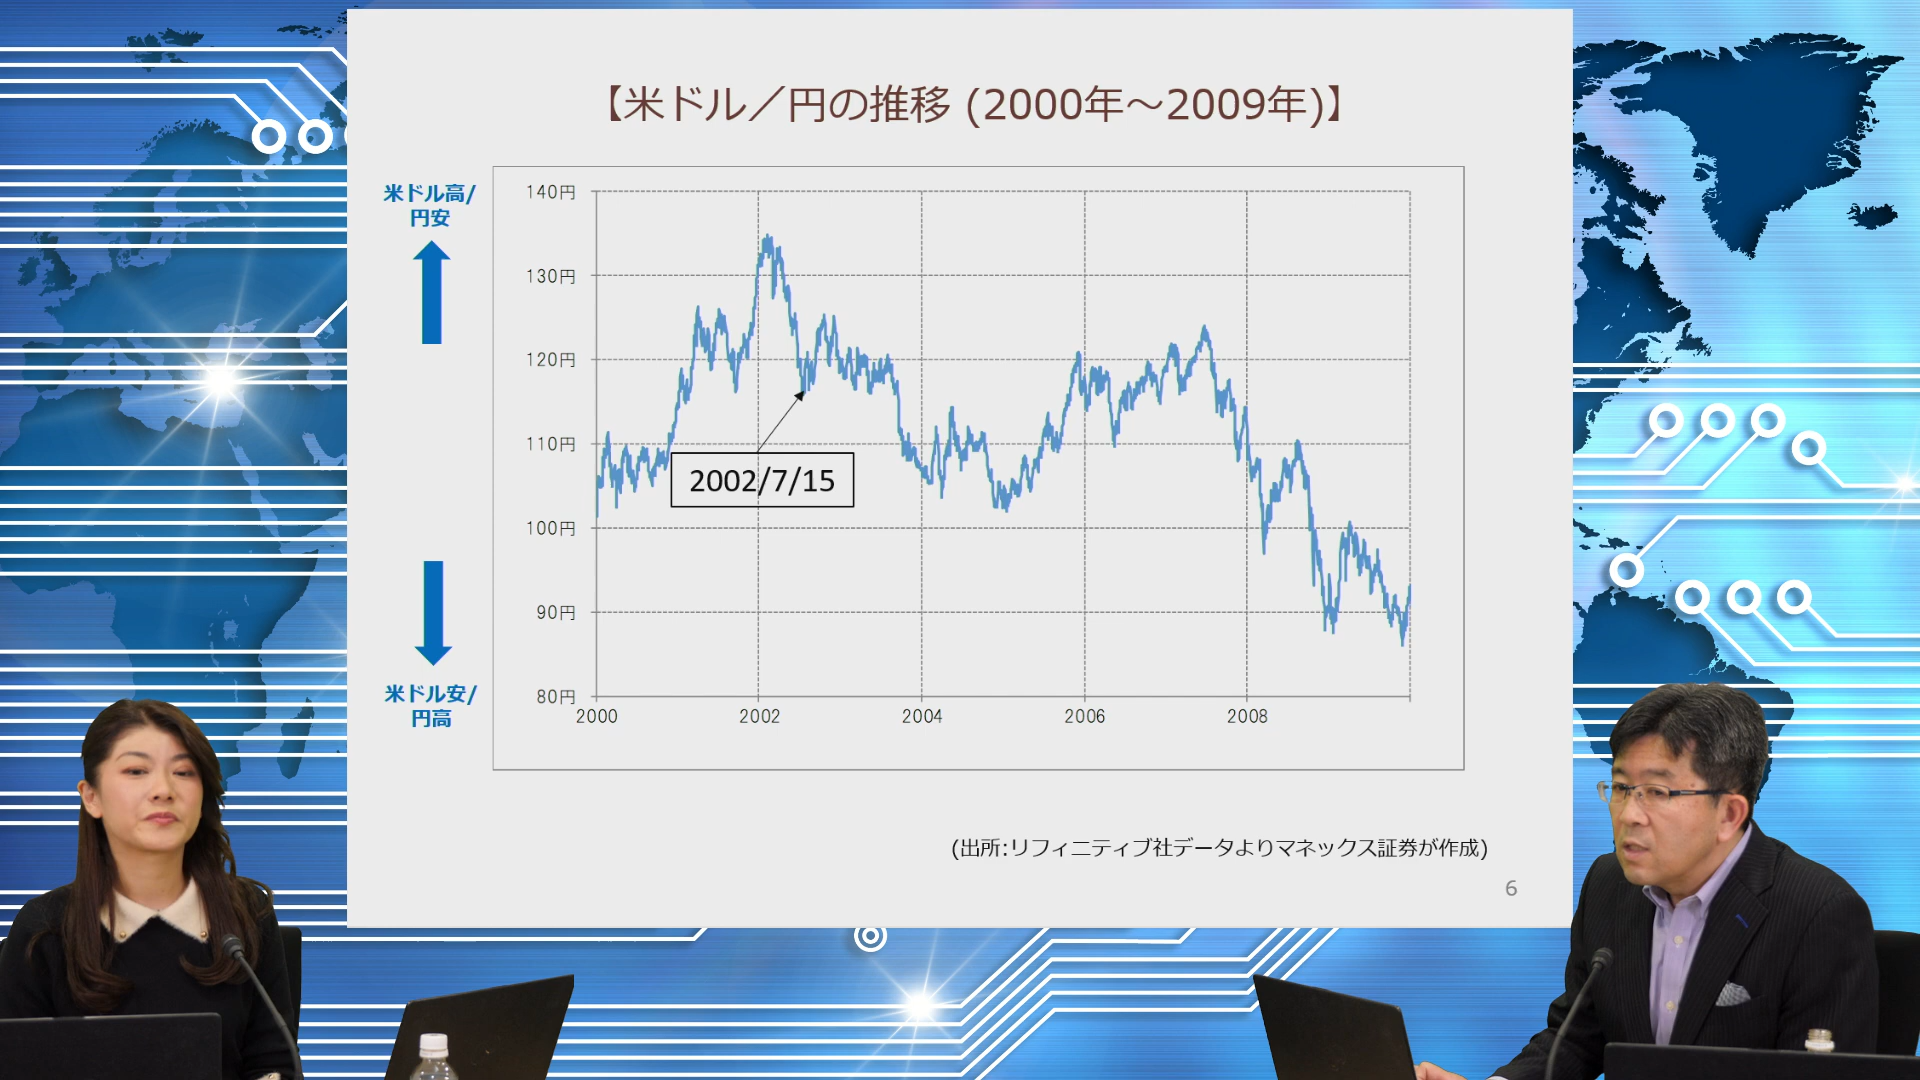 【米ドル／円の推移 (2000年～2009年)】
米ドル高/
円安
140円
130円
120円
110円
100円
90円
80円
2002/7/15
米ドル安/
円高
2000
2002
2004
2006
2008
(出所:リフィニティブ社データよりマネックス証券が作成)
6